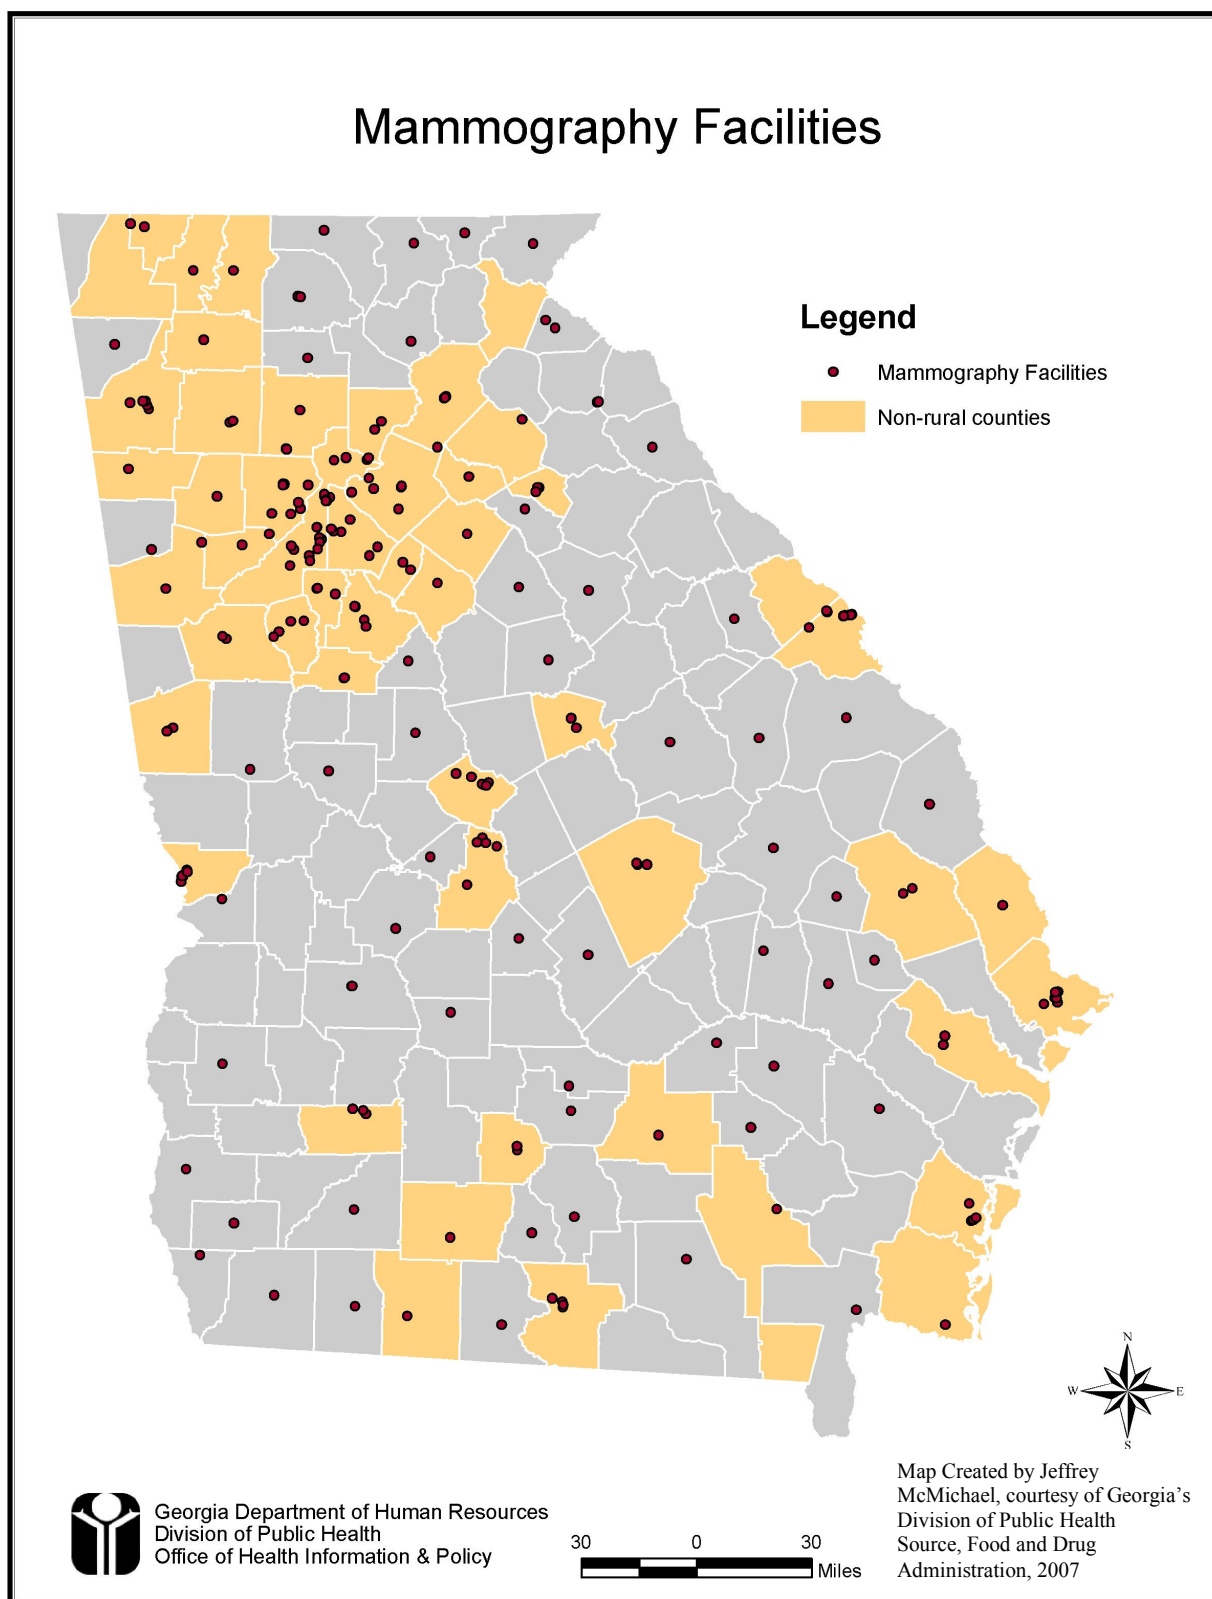 Mammography Facilities
Legend
Mammography Facilities
Non-rural counties
N
W
E
S
Map Created by Jeffrey
McMichael, courtesy of Georgia's
Division of Public Health
Source, Food and Drug
Administration, 2007
Georgia Department of Human Resources
Division of Public Health
Office of Health Information & Policy
30 0 30
Miles